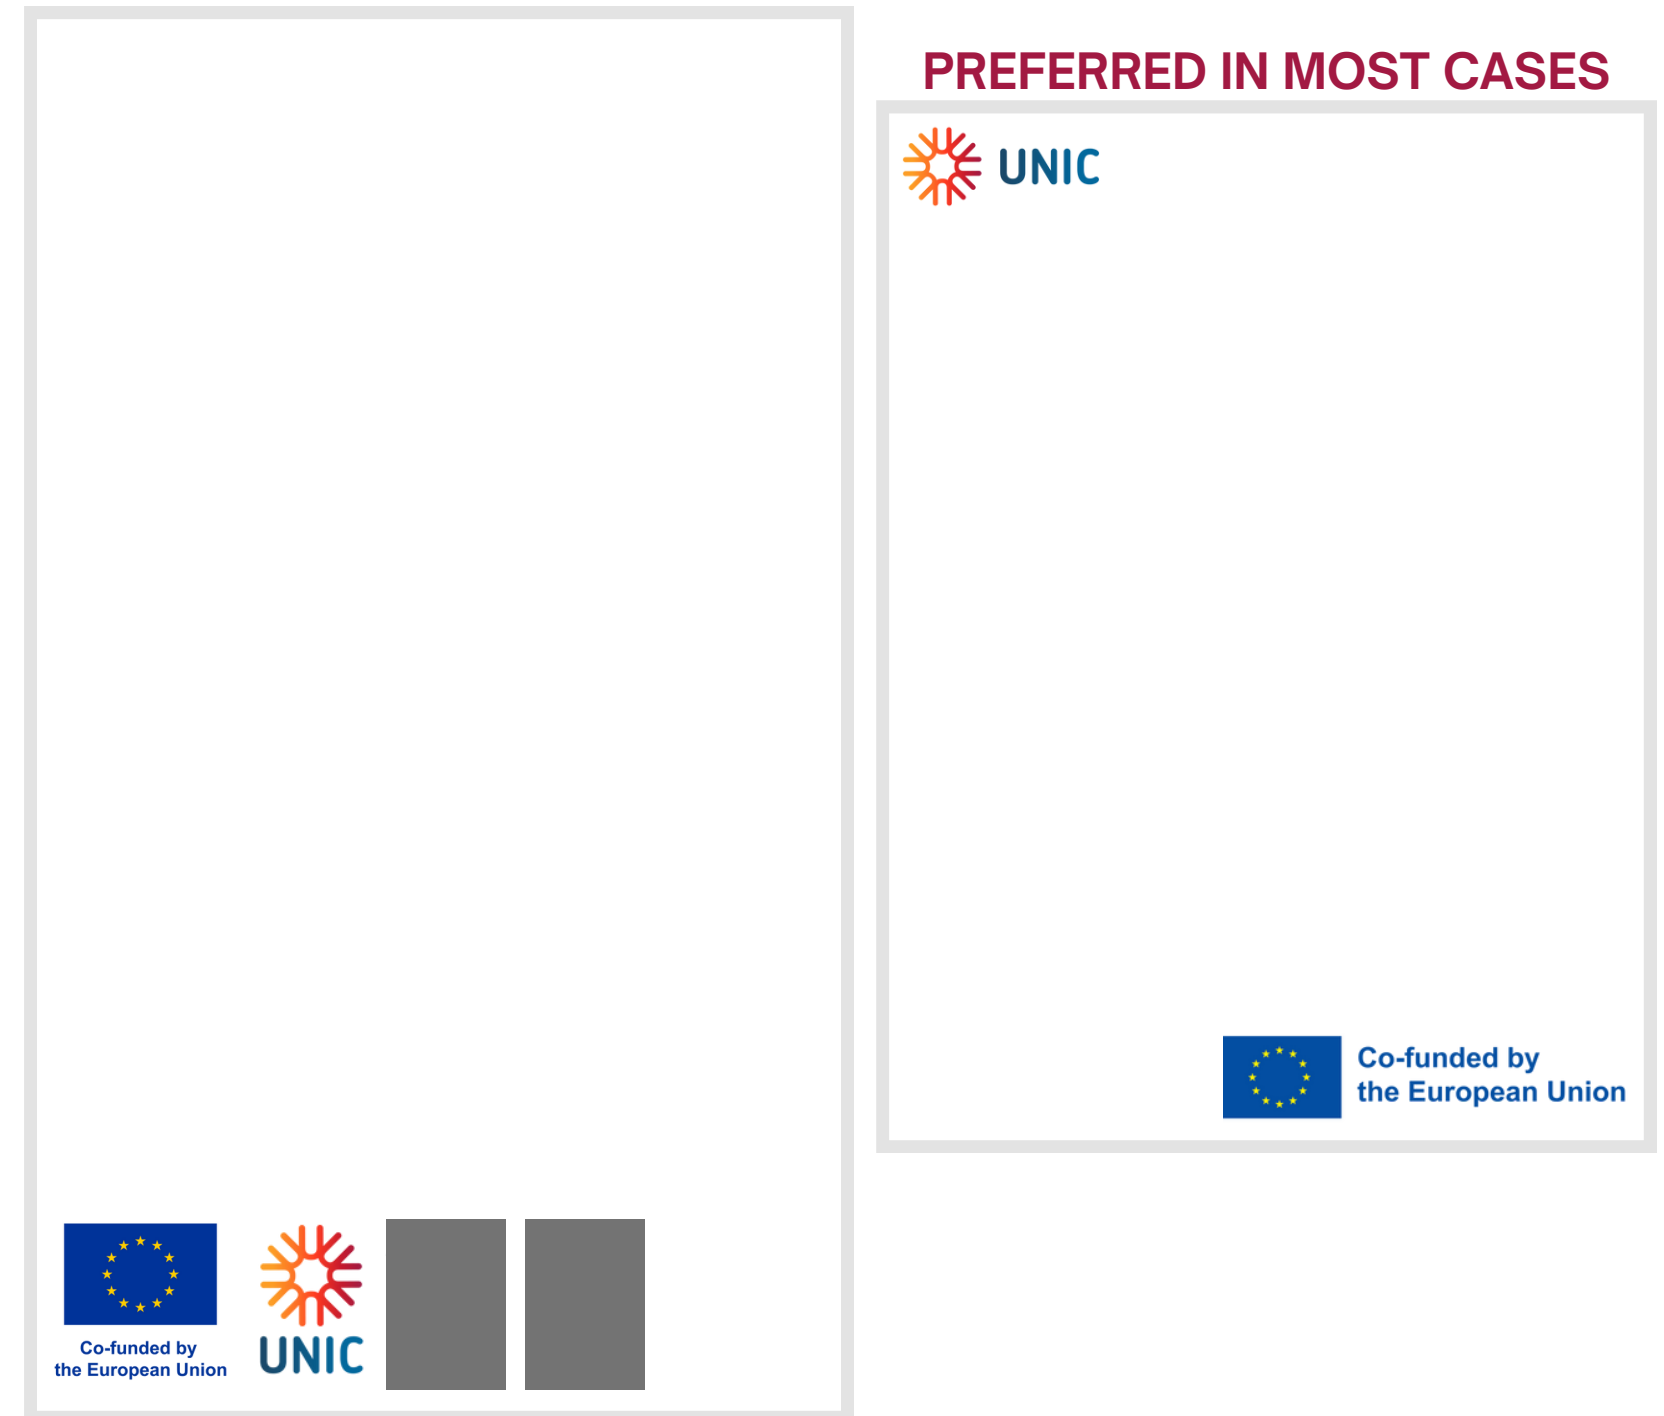 PREFERRED IN MOST CASES
UNIC
Co-funded by
the European Union
Co-funded by
the European Union
UNIC